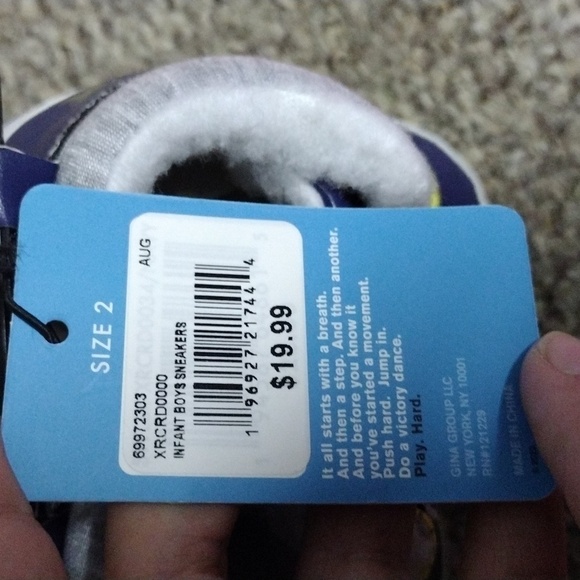 SIZE 2
69972303
AUG
XRCRD0000
INFANT BOYS SNEAKERS
1 96927 21744 4
$19.99
It all starts with a breath.
And then a step. And then another.
And before you know it
you've started a movement.
Push hard. Jump in.
Do a victory dance.
Play. Hard.
GINA GROUP LLC
NEW YORK, NY 10001
RN#121229
MADE IN CHINA